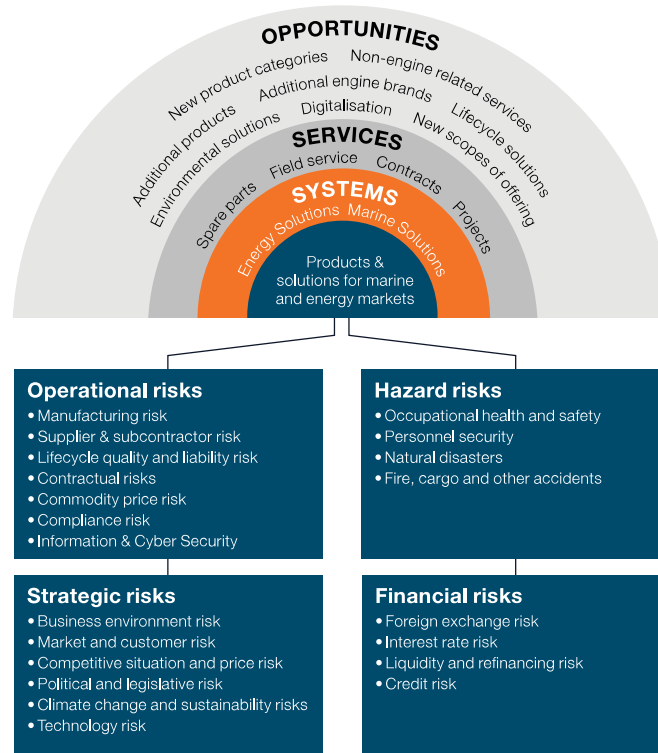 OPPORTUNITIES
New product categories
Non-engine related services
Additional products
Additional engine brands
Lifecycle solutions
Environmental solutions
Digitalisation
New scopes of offering
SERVICES
Spare parts
Field service
Contracts
Projects
SYSTEMS
Energy Solutions
Marine Solutions
Products &
solutions for marine
and energy markets
Operational risks
• Manufacturing risk
• Supplier & subcontractor risk
• Lifecycle quality and liability risk
• Contractual risks
• Commodity price risk
• Compliance risk
• Information & Cyber Security
Hazard risks
• Occupational health and safety
• Personnel security
• Natural disasters
• Fire, cargo and other accidents
Strategic risks
• Business environment risk
• Market and customer risk
• Competitive situation and price risk
• Political and legislative risk
• Climate change and sustainability risks
• Technology risk
Financial risks
• Foreign exchange risk
• Interest rate risk
• Liquidity and refinancing risk
• Credit risk